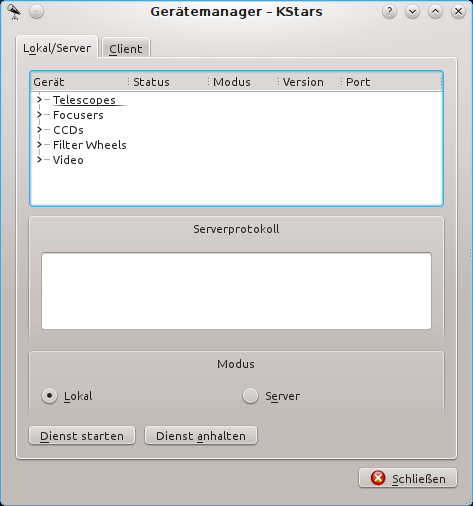 Gerätemanager – KStars
Lokal/Server Client
Gerät Status Modus Version Port
Telescopes
Focusers
CCDs
Filter Wheels
Video
Serverprotokoll
Modus
Lokal Server
Dienst starten Dienst anhalten
Schließen